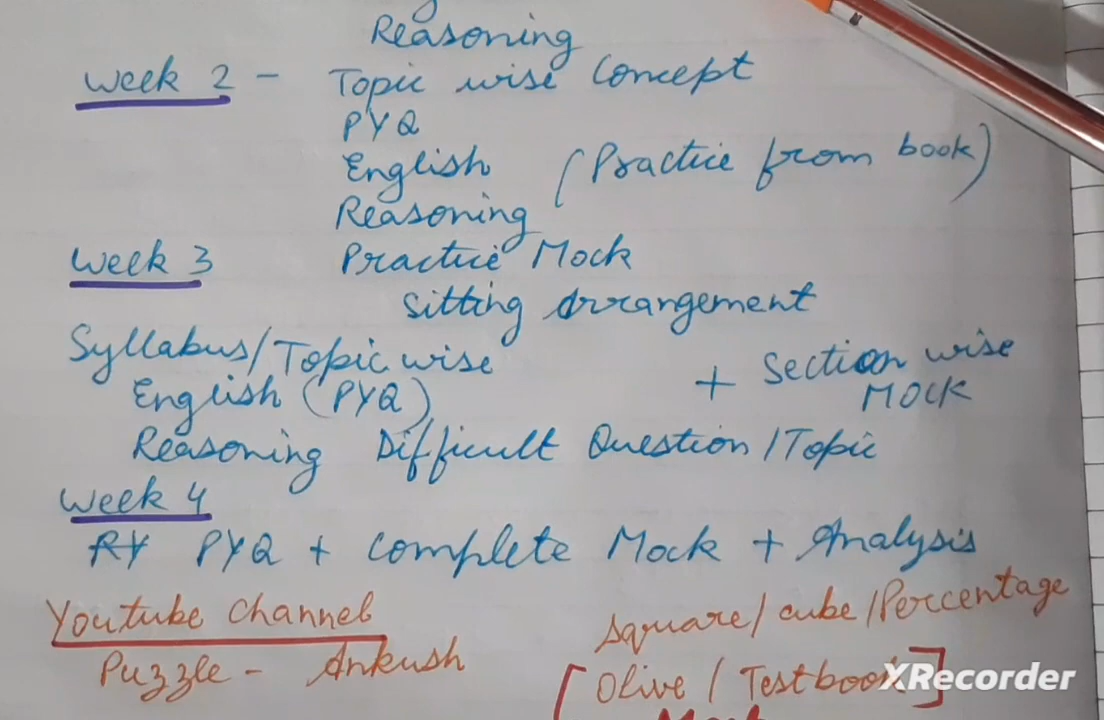 Reasoning
Week 2 - Topic wise Concept
PYQ
English (Practice from book)
Reasoning
Week 3 Practice Mock
Sitting Arrangement
Syllabus/Topic wise
+ Section wise
English (PYQ) MOCK
Reasoning Difficult Question/Topic
Week 4
PYQ + Complete Mock + Analysis
Youtube Channel
Square/cube/Percentage
Puzzle - Ankush
[Olive / Testbook]
XRecorder